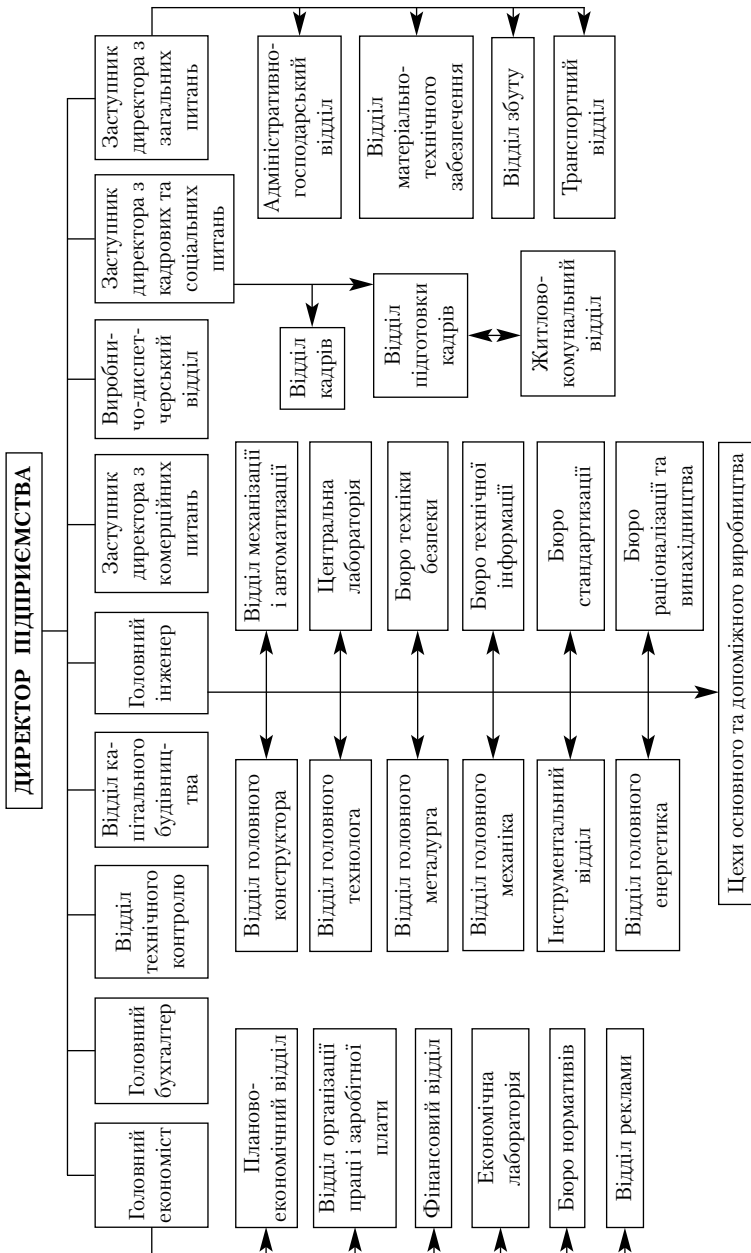 ДИРЕКТОР ПІДПРИЄМСТВА
Головний
економіст
Головний
бухгалтер
Відділ
технічного
контролю
Відділ ка-
пітального
будівниц-
тва
Головний
інженер
Заступник
директора з
комерційних
питань
Виробни-
чо-диспет-
черський
відділ
Заступник
директора з
кадрових та
соціальних
питань
Заступник
директора з
загальних
питань
Планово-
економічний відділ
Відділ організації
праці і заробітної
плати
Фінансовий відділ
Економічна
лабораторія
Бюро нормативів
Відділ реклами
Відділ головного
конструктора
Відділ головного
технолога
Відділ головного
металурга
Відділ головного
механіка
Інструментальний
відділ
Відділ головного
енергетика
Відділ механізації
і автоматизації
Центральна
лабораторія
Бюро техніки
безпеки
Бюро технічної
інформації
Бюро
стандартизації
Бюро
раціоналізації та
винахідництва
Цехи основного та допоміжного виробництва
Відділ
кадрів
Відділ
підготовки
кадрів
Житлово-
комунальний
відділ
Адміністративно-
господарський
відділ
Відділ
матеріально-
технічного
забезпечення
Відділ збуту
Транспортний
відділ